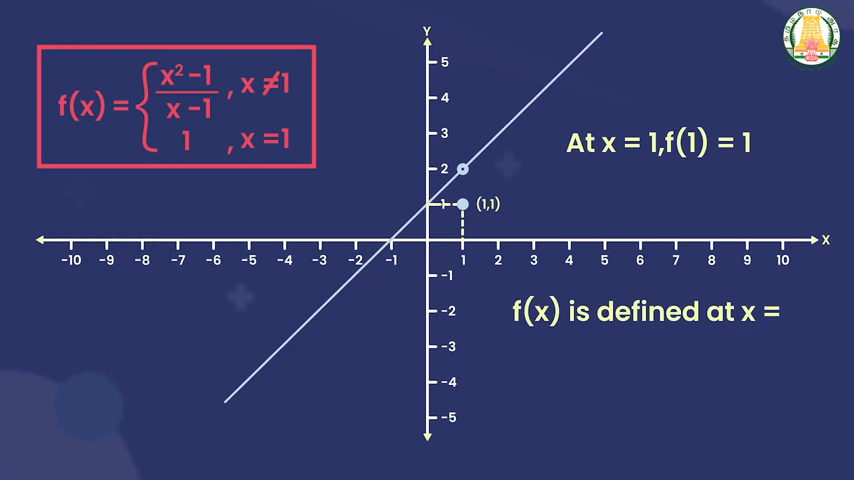 Y
f(x) = { x² -1 / x -1 , x ≠ 1
1 , x = 1
5
4
3
2
1
At x = 1,f(1) = 1
(1,1)
X
-10 -9 -8 -7 -6 -5 -4 -3 -2 -1 1 2 3 4 5 6 7 8 9 10
-1
-2
-3
-4
-5
f(x) is defined at x =